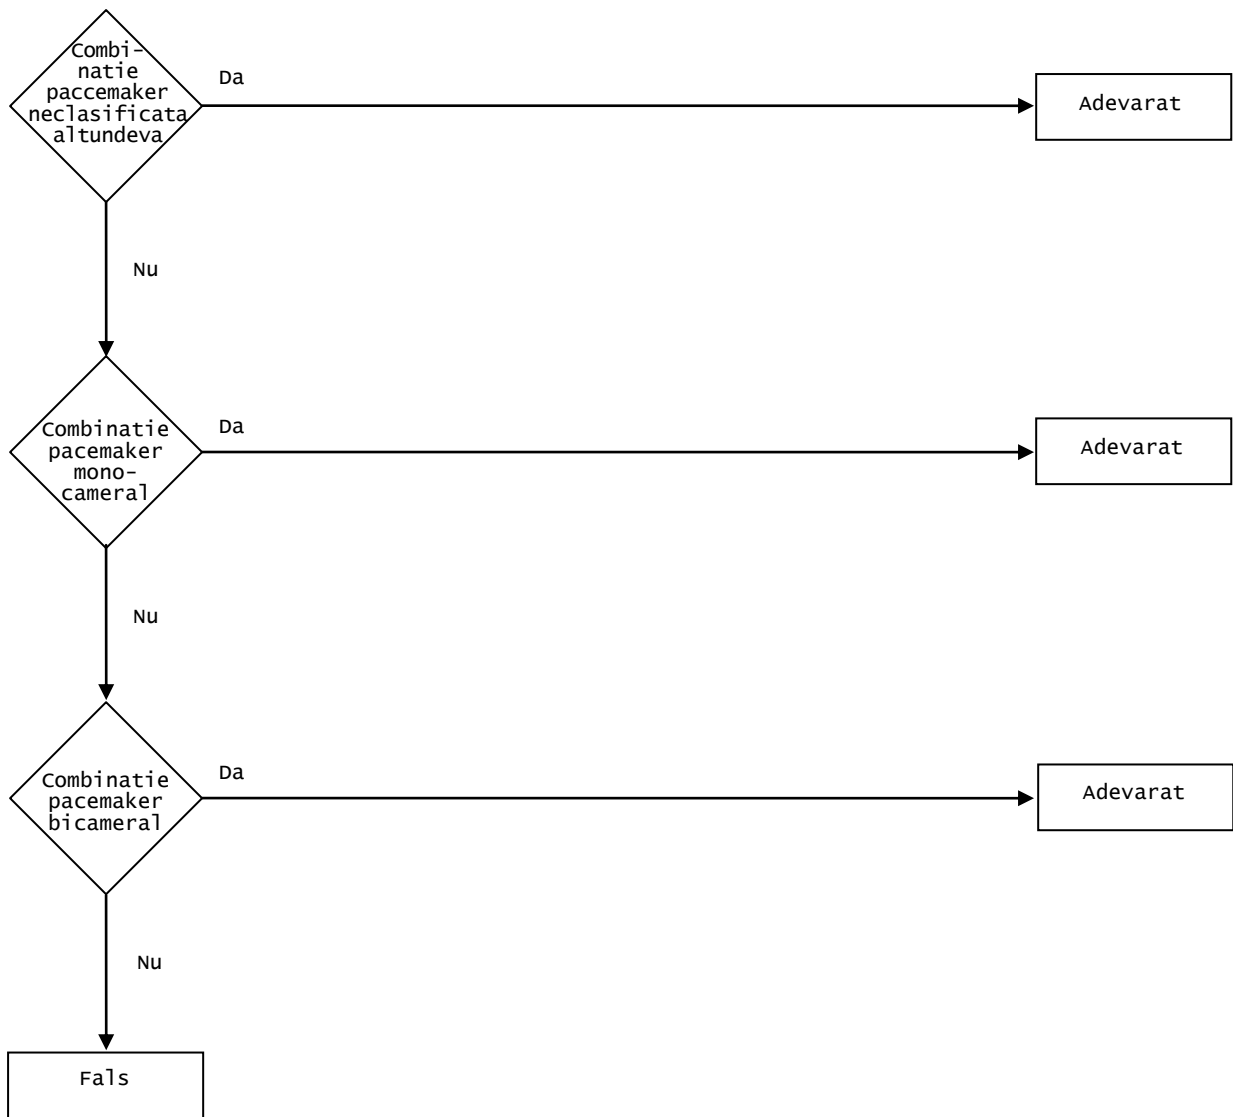 Combi-
natie
paccemaker
neclasificata
altundeva
Da
Adevarat
Nu
Combinatie
pacemaker
mono-
cameral
Da
Adevarat
Nu
Combinatie
pacemaker
bicameral
Da
Adevarat
Nu
Fals